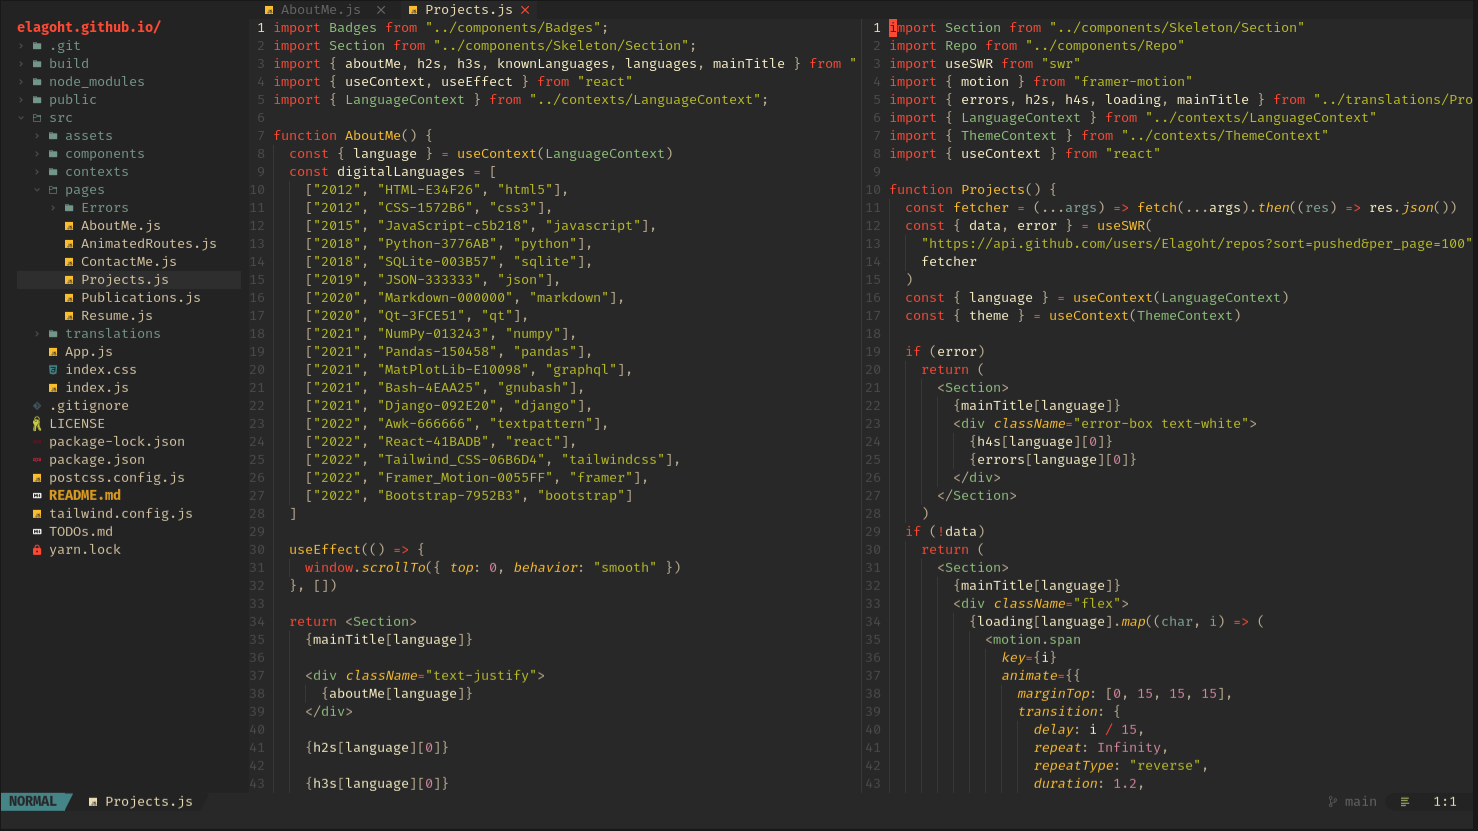 elagoht.github.io/
.git
build
node_modules
public
src
assets
components
contexts
pages
Errors
AboutMe.js
AnimatedRoutes.js
ContactMe.js
Projects.js
Publications.js
Resume.js
translations
App.js
index.css
index.js
.gitignore
LICENSE
package-lock.json
package.json
postcss.config.js
README.md
tailwind.config.js
TODOs.md
yarn.lock
AboutMe.js ✕ Projects.js ✕
1 import Badges from "../components/Badges";
2 import Section from "../components/Skeleton/Section";
3 import { aboutMe, h2s, h3s, knownLanguages, languages, mainTitle } from "
4 import { useContext, useEffect } from "react"
5 import { LanguageContext } from "../contexts/LanguageContext";
6
7 function AboutMe() {
8   const { language } = useContext(LanguageContext)
9   const digitalLanguages = [
10     ["2012", "HTML-E34F26", "html5"],
11     ["2012", "CSS-1572B6", "css3"],
12     ["2015", "JavaScript-c5b218", "javascript"],
13     ["2018", "Python-3776AB", "python"],
14     ["2018", "SQLite-003B57", "sqlite"],
15     ["2019", "JSON-333333", "json"],
16     ["2020", "Markdown-000000", "markdown"],
17     ["2020", "Qt-3FCE51", "qt"],
18     ["2021", "NumPy-013243", "numpy"],
19     ["2021", "Pandas-150458", "pandas"],
20     ["2021", "MatPlotLib-E10098", "graphql"],
21     ["2021", "Bash-4EAA25", "gnubash"],
22     ["2021", "Django-092E20", "django"],
23     ["2022", "Awk-666666", "textpattern"],
24     ["2022", "React-41BADB", "react"],
25     ["2022", "Tailwind_CSS-06B6D4", "tailwindcss"],
26     ["2022", "Framer_Motion-0055FF", "framer"],
27     ["2022", "Bootstrap-7952B3", "bootstrap"]
28   ]
29
30   useEffect(() => {
31     window.scrollTo({ top: 0, behavior: "smooth" })
32   }, [])
33
34   return <Section>
35     {mainTitle[language]}
36
37     <div className="text-justify">
38       {aboutMe[language]}
39     </div>
40
41     {h2s[language][0]}
42
43     {h3s[language][0]}
1 import Section from "../components/Skeleton/Section"
2 import Repo from "../components/Repo"
3 import useSWR from "swr"
4 import { motion } from "framer-motion"
5 import { errors, h2s, h4s, loading, mainTitle } from "../translations/Pro
6 import { LanguageContext } from "../contexts/LanguageContext"
7 import { ThemeContext } from "../contexts/ThemeContext"
8 import { useContext } from "react"
9
10 function Projects() {
11   const fetcher = (...args) => fetch(...args).then((res) => res.json())
12   const { data, error } = useSWR(
13     "https://api.github.com/users/Elagoht/repos?sort=pushed&per_page=100"
14     fetcher
15   )
16   const { language } = useContext(LanguageContext)
17   const { theme } = useContext(ThemeContext)
18
19   if (error)
20     return (
21       <Section>
22         {mainTitle[language]}
23         <div className="error-box text-white">
24           {h4s[language][0]}
25           {errors[language][0]}
26         </div>
27       </Section>
28     )
29   if (!data)
30     return (
31       <Section>
32         {mainTitle[language]}
33         <div className="flex">
34           {loading[language].map((char, i) => (
35             <motion.span
36               key={i}
37               animate={{
38                 marginTop: [0, 15, 15, 15],
39                 transition: {
40                   delay: i / 15,
41                   repeat: Infinity,
42                   repeatType: "reverse",
43                   duration: 1.2,
NORMAL Projects.js main 1:1